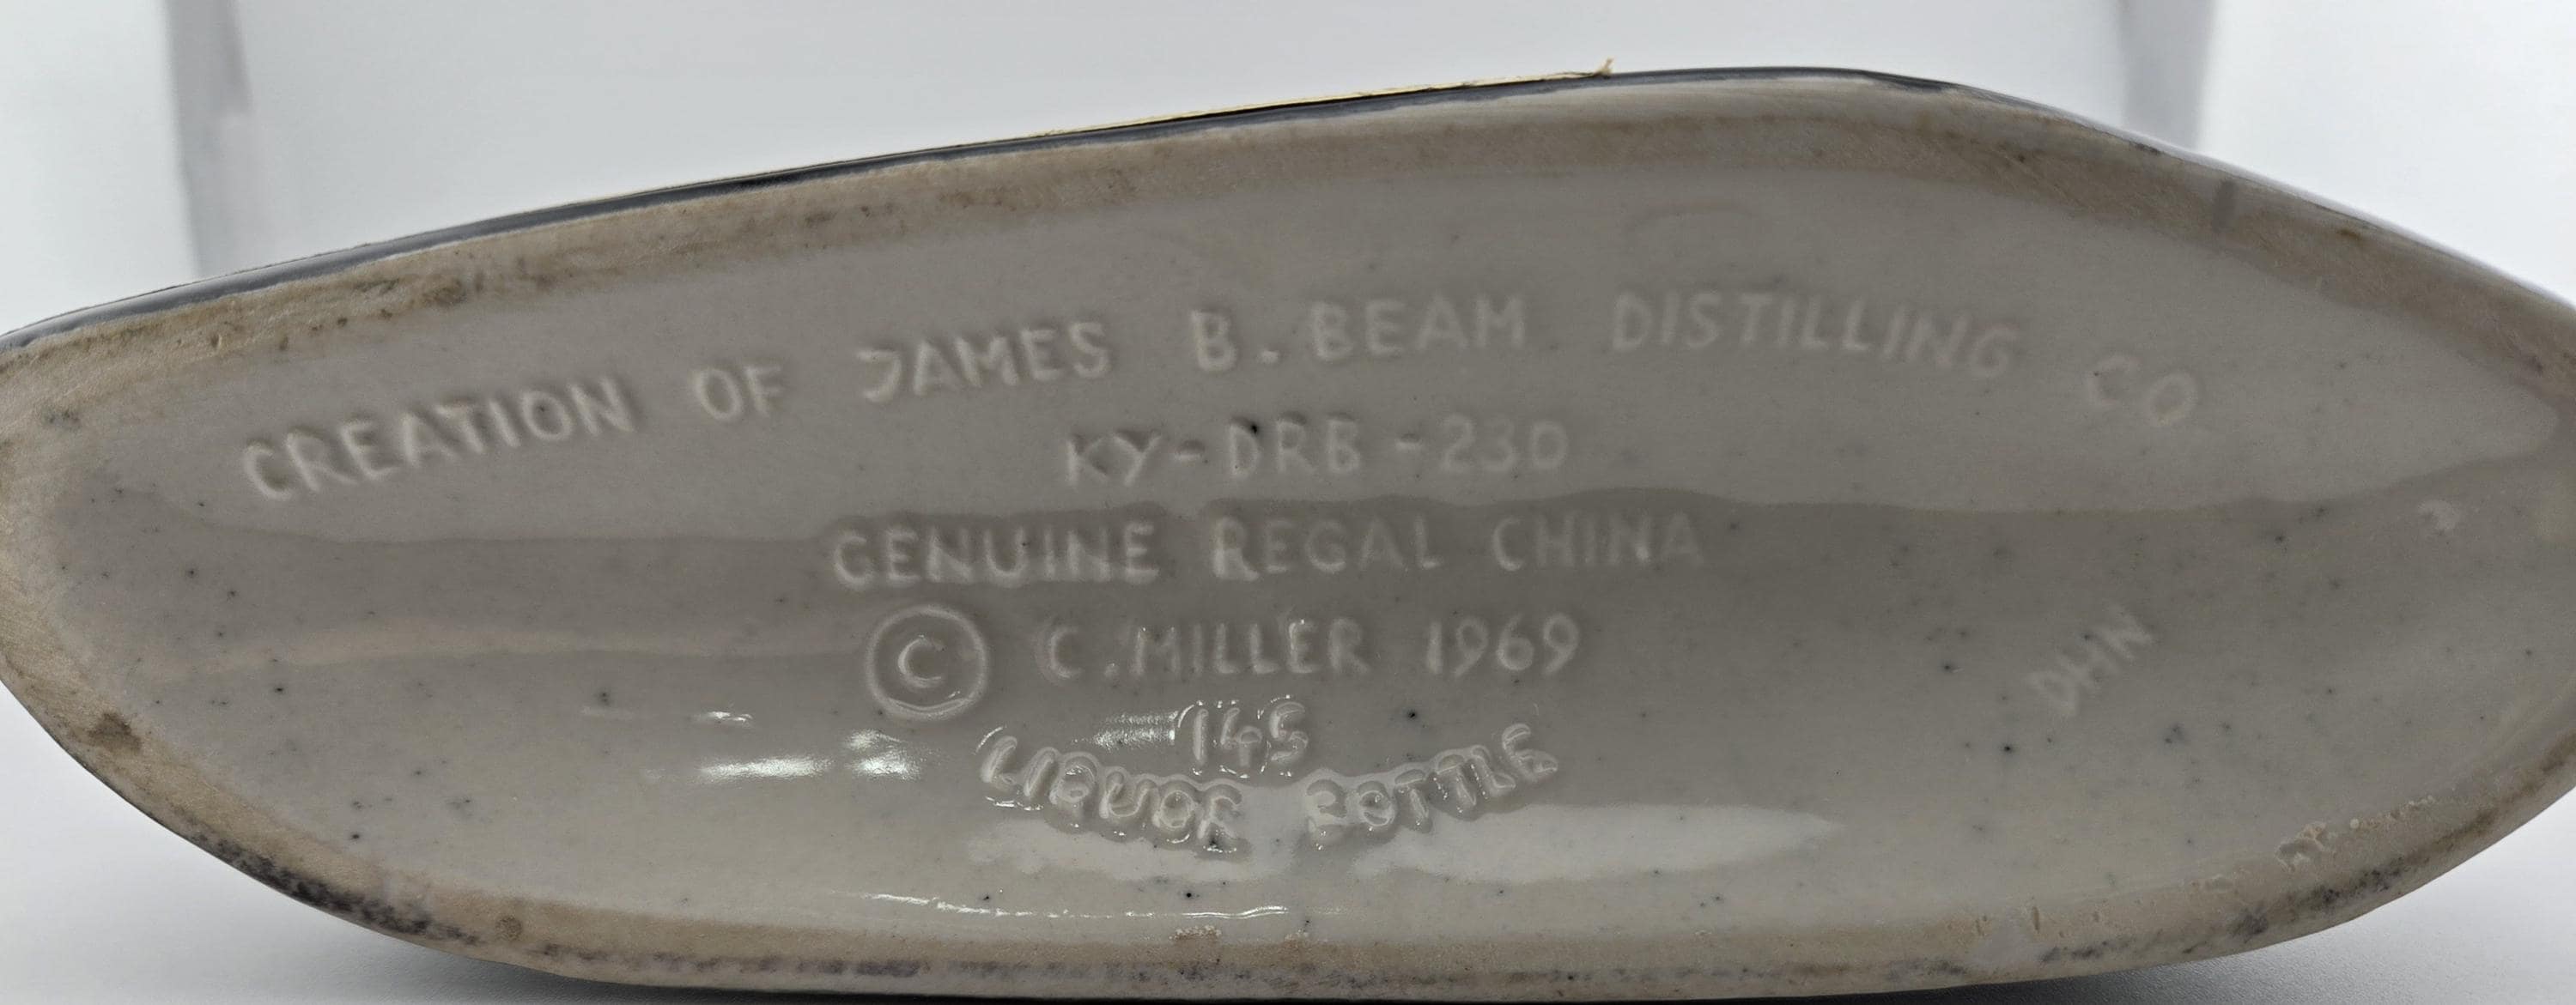 CREATION OF JAMES B. BEAM DISTILLING CO.
KY-DRB-230
GENUINE REGAL CHINA
© C. MILLER 1969
145
LIQUOR BOTTLE
DHN